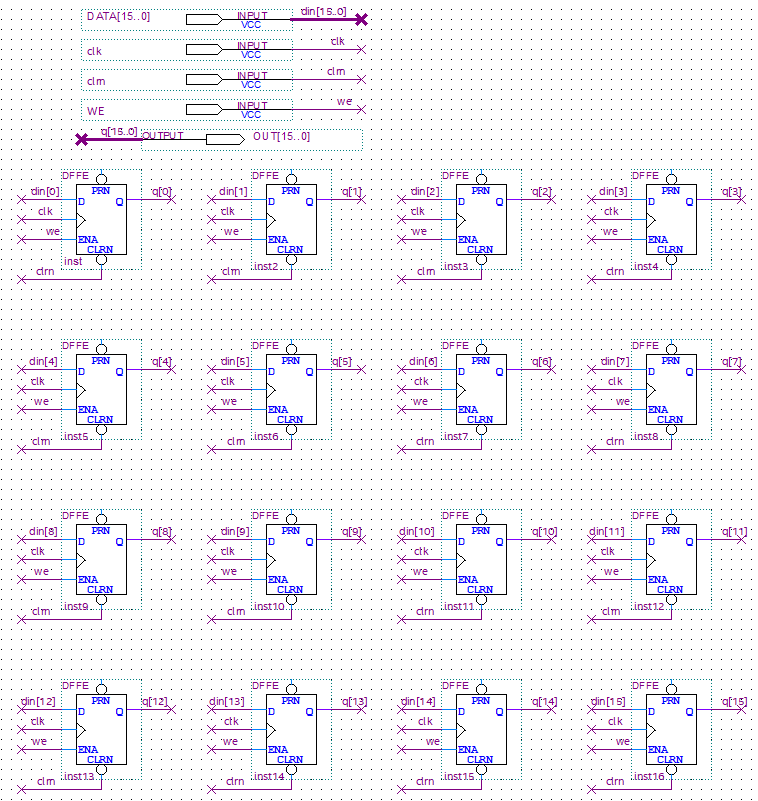 din[15..0]
DATA[15..0] INPUT VCC
clk INPUT VCC clk
clrn INPUT VCC clrn
WE INPUT VCC we
q[15..0] OUTPUT OUT[15..0]
DFFE DFFE DFFE DFFE
din[0] PRN q[0] din[1] PRN q[1] din[2] PRN q[2] din[3] PRN q[3]
D Q D Q D Q D Q
clk clk clk clk
we ENA we ENA we ENA we ENA
CLRN CLRN CLRN CLRN
inst inst2 inst3 inst4
clrn clrn clrn clrn
DFFE DFFE DFFE DFFE
din[4] PRN q[4] din[5] PRN q[5] din[6] PRN q[6] din[7] PRN q[7]
D Q D Q D Q D Q
clk clk clk clk
we ENA we ENA we ENA we ENA
CLRN CLRN CLRN CLRN
inst5 inst6 inst7 inst8
clrn clrn clrn clrn
DFFE DFFE DFFE DFFE
din[8] PRN q[8] din[9] PRN q[9] din[10] PRN q[10] din[11] PRN q[11]
D Q D Q D Q D Q
clk clk clk clk
we ENA we ENA we ENA we ENA
CLRN CLRN CLRN CLRN
inst9 inst10 inst11 inst12
clrn clrn clrn clrn
DFFE DFFE DFFE DFFE
din[12] PRN q[12] din[13] PRN q[13] din[14] PRN q[14] din[15] PRN q[15]
D Q D Q D Q D Q
clk clk clk clk
we ENA we ENA we ENA we ENA
CLRN CLRN CLRN CLRN
inst13 inst14 inst15 inst16
clrn clrn clrn clrn